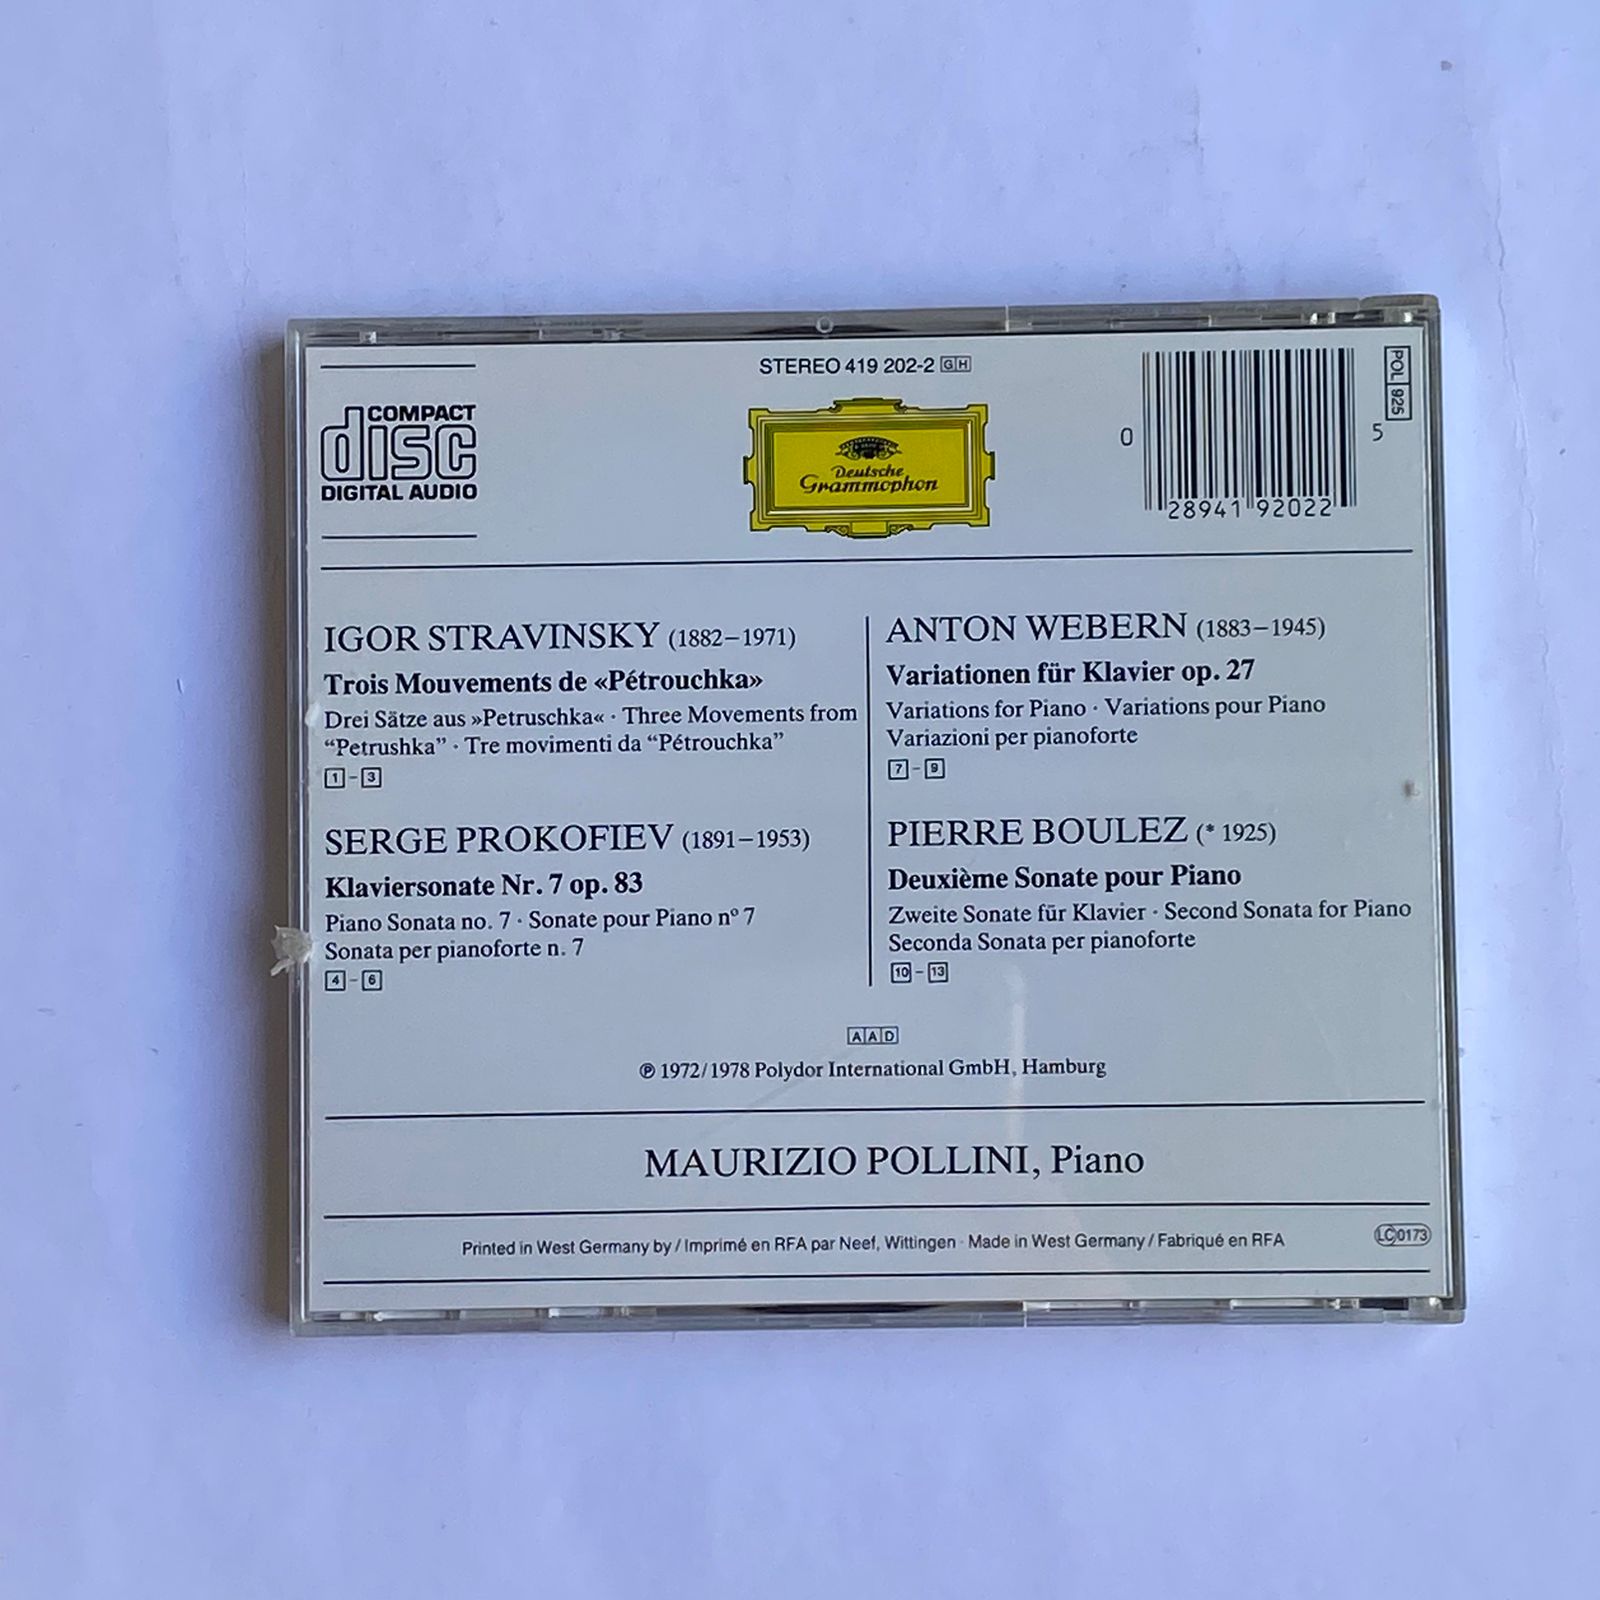 STEREO 419 202-2 GH
COMPACT
disc
DIGITAL AUDIO
Deutsche
Grammophon
0 28941 92022 5
POL 925
IGOR STRAVINSKY (1882–1971)
Trois Mouvements de «Pétrouchka»
Drei Sätze aus »Petruschka« · Three Movements from
“Petrushka” · Tre movimenti da “Pétrouchka”
1 – 3
SERGE PROKOFIEV (1891–1953)
Klaviersonate Nr. 7 op. 83
Piano Sonata no. 7 · Sonate pour Piano nº 7
Sonata per pianoforte n. 7
4 – 6
ANTON WEBERN (1883–1945)
Variationen für Klavier op. 27
Variations for Piano · Variations pour Piano
Variazioni per pianoforte
7 – 9
PIERRE BOULEZ (* 1925)
Deuxième Sonate pour Piano
Zweite Sonate für Klavier · Second Sonata for Piano
Seconda Sonata per pianoforte
10 – 13
AAD
℗ 1972/1978 Polydor International GmbH, Hamburg
MAURIZIO POLLINI, Piano
Printed in West Germany by / Imprimé en RFA par Neef, Wittingen · Made in West Germany / Fabriqué en RFA
LC 0173